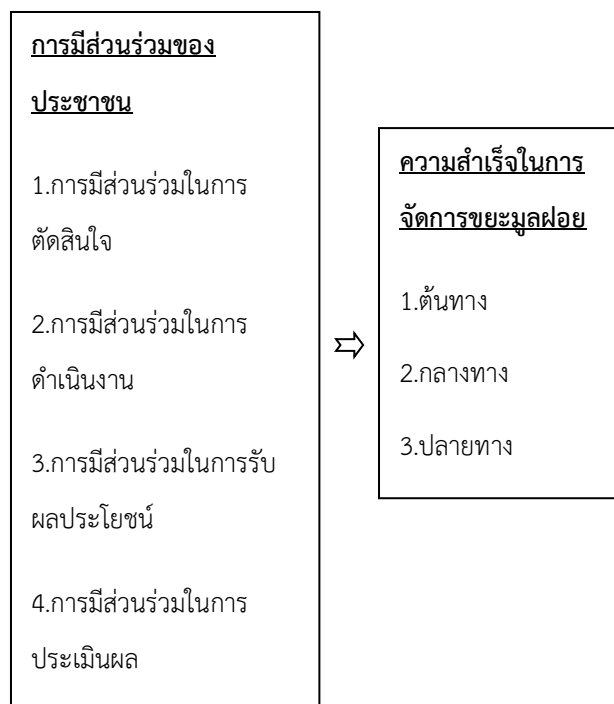 การมีส่วนร่วมของ
ประชาชน
1.การมีส่วนร่วมในการ
ตัดสินใจ
2.การมีส่วนร่วมในการ
ดำเนินงาน
3.การมีส่วนร่วมในการรับ
ผลประโยชน์
4.การมีส่วนร่วมในการ
ประเมินผล
ความสำเร็จในการ
จัดการขยะมูลฝอย
1.ต้นทาง
2.กลางทาง
3.ปลายทาง